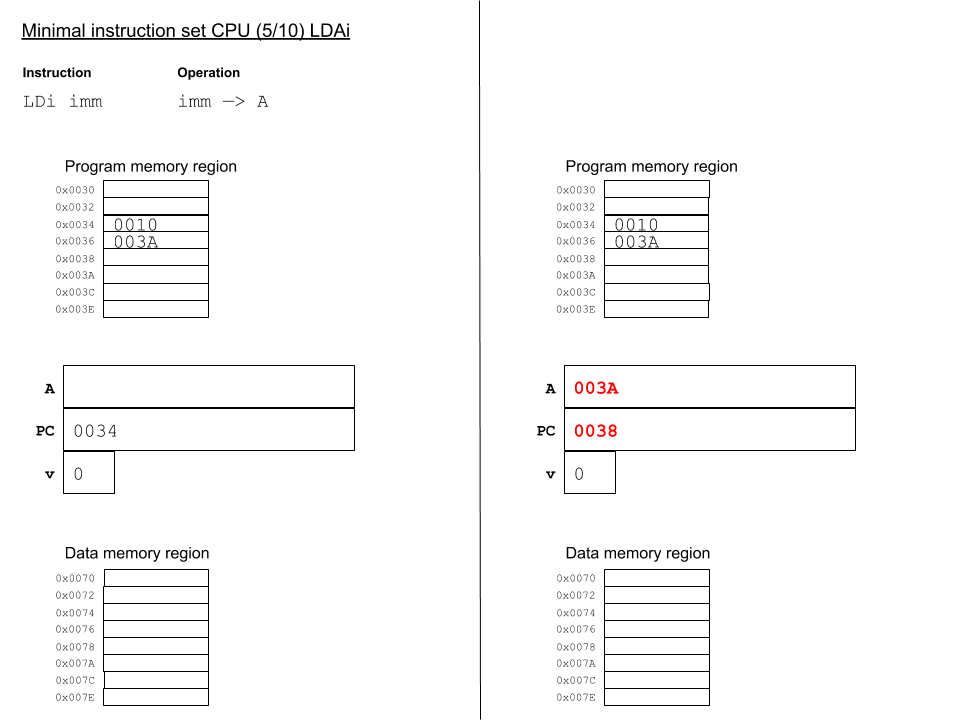 Minimal instruction set CPU (5/10) LDAi
Instruction Operation
LDi imm imm —> A
Program memory region
0x0030
0x0032
0x0034 0010
0x0036 003A
0x0038
0x003A
0x003C
0x003E
A
PC 0034
v 0
Data memory region
0x0070
0x0072
0x0074
0x0076
0x0078
0x007A
0x007C
0x007E
Program memory region
0x0030
0x0032
0x0034 0010
0x0036 003A
0x0038
0x003A
0x003C
0x003E
A 003A
PC 0038
v 0
Data memory region
0x0070
0x0072
0x0074
0x0076
0x0078
0x007A
0x007C
0x007E